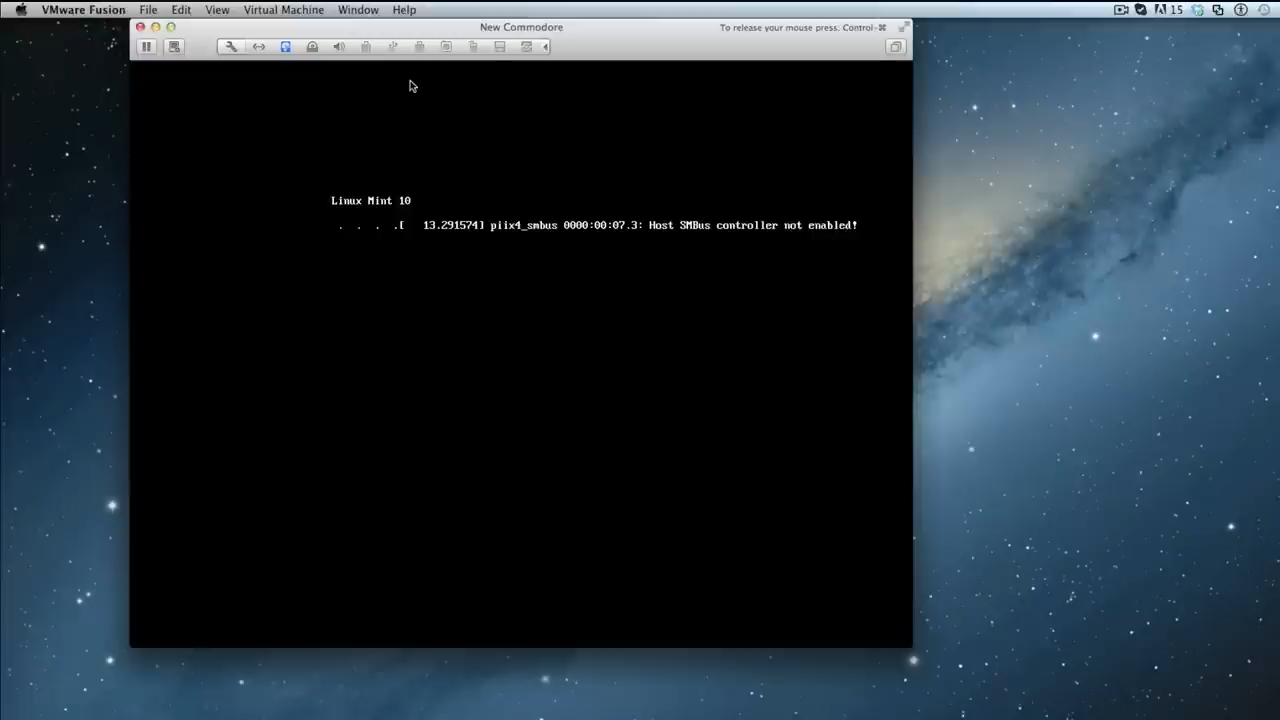 VMware Fusion File Edit View Virtual Machine Window Help 15
New Commodore To release your mouse press: Control-⌘
Linux Mint 10
. . . .[ 13.291574] piix4_smbus 0000:00:07.3: Host SMBus controller not enabled!